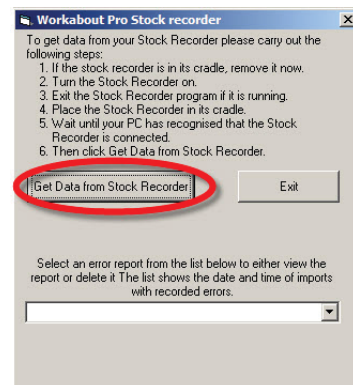 Workabout Pro Stock recorder
To get data from your Stock Recorder please carry out the
following steps:
1. If the stock recorder is in its cradle, remove it now.
2. Turn the Stock Recorder on.
3. Exit the Stock Recorder program if it is running.
4. Place the Stock Recorder in its cradle.
5. Wait until your PC has recognised that the Stock
Recorder is connected.
6. Then click Get Data from Stock Recorder.
Get Data from Stock Recorder Exit
Select an error report from the list below to either view the
report or delete it The list shows the date and time of imports
with recorded errors.